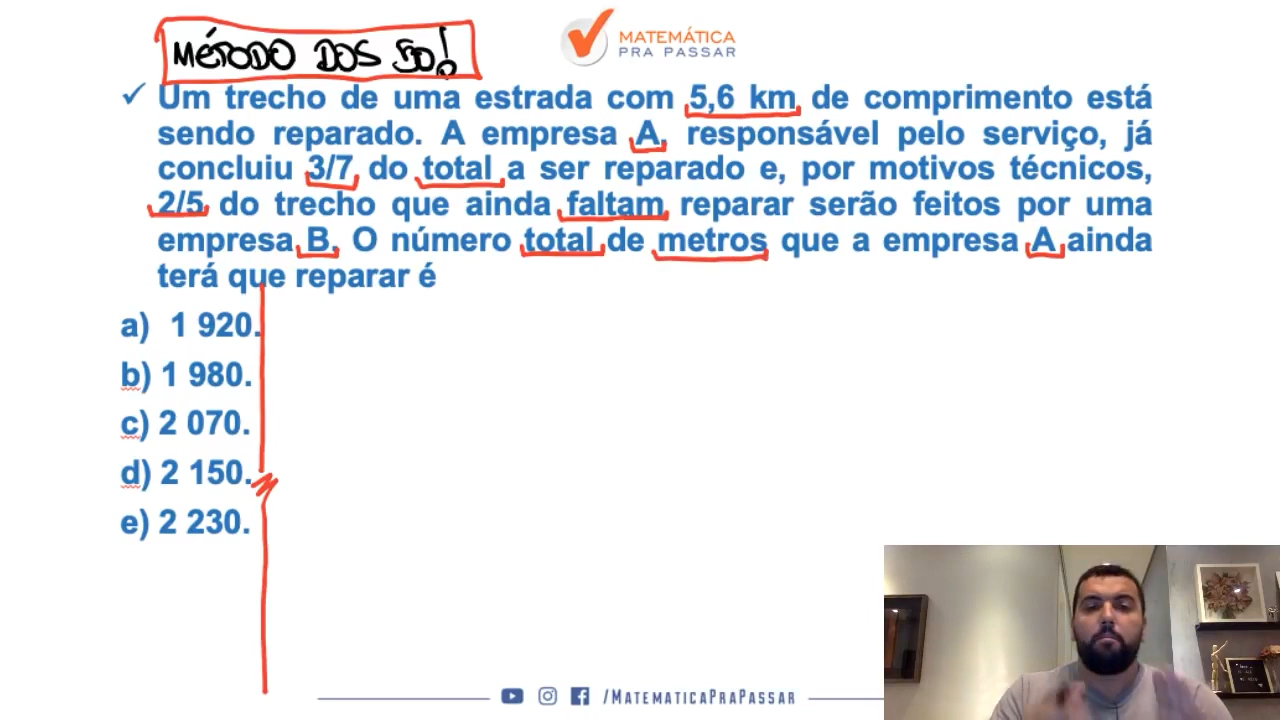 MÉTODO DOS 50!
MATEMÁTICA
PRA PASSAR
✓ Um trecho de uma estrada com 5,6 km de comprimento está
sendo reparado. A empresa A, responsável pelo serviço, já
concluiu 3/7 do total a ser reparado e, por motivos técnicos,
2/5 do trecho que ainda faltam reparar serão feitos por uma
empresa B. O número total de metros que a empresa A ainda
terá que reparar é
a) 1 920.
b) 1 980.
c) 2 070.
d) 2 150.
e) 2 230.
/MATEMATICAPRAPASSAR